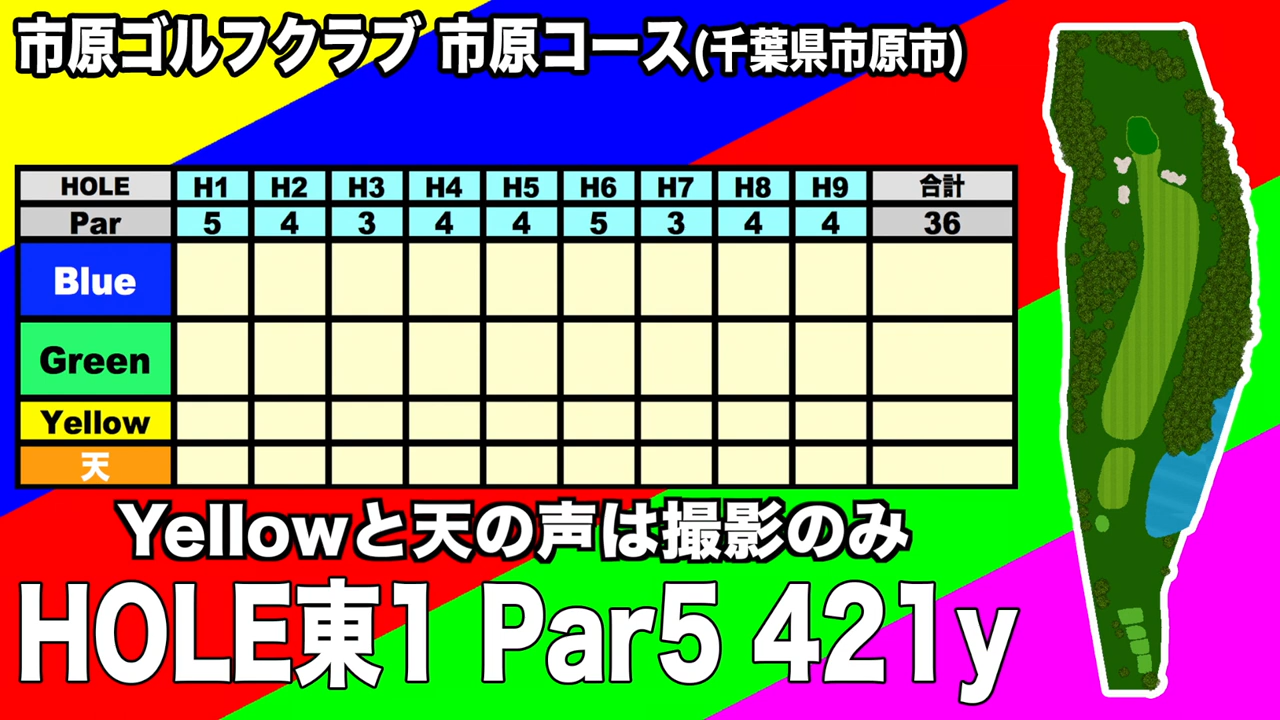 市原ゴルフクラブ 市原コース(千葉県市原市)
HOLE H1 H2 H3 H4 H5 H6 H7 H8 H9 合計
Par 5 4 3 4 4 5 3 4 4 36
Blue
Green
Yellow
天
Yellowと天の声は撮影のみ
HOLE東1 Par5 421y